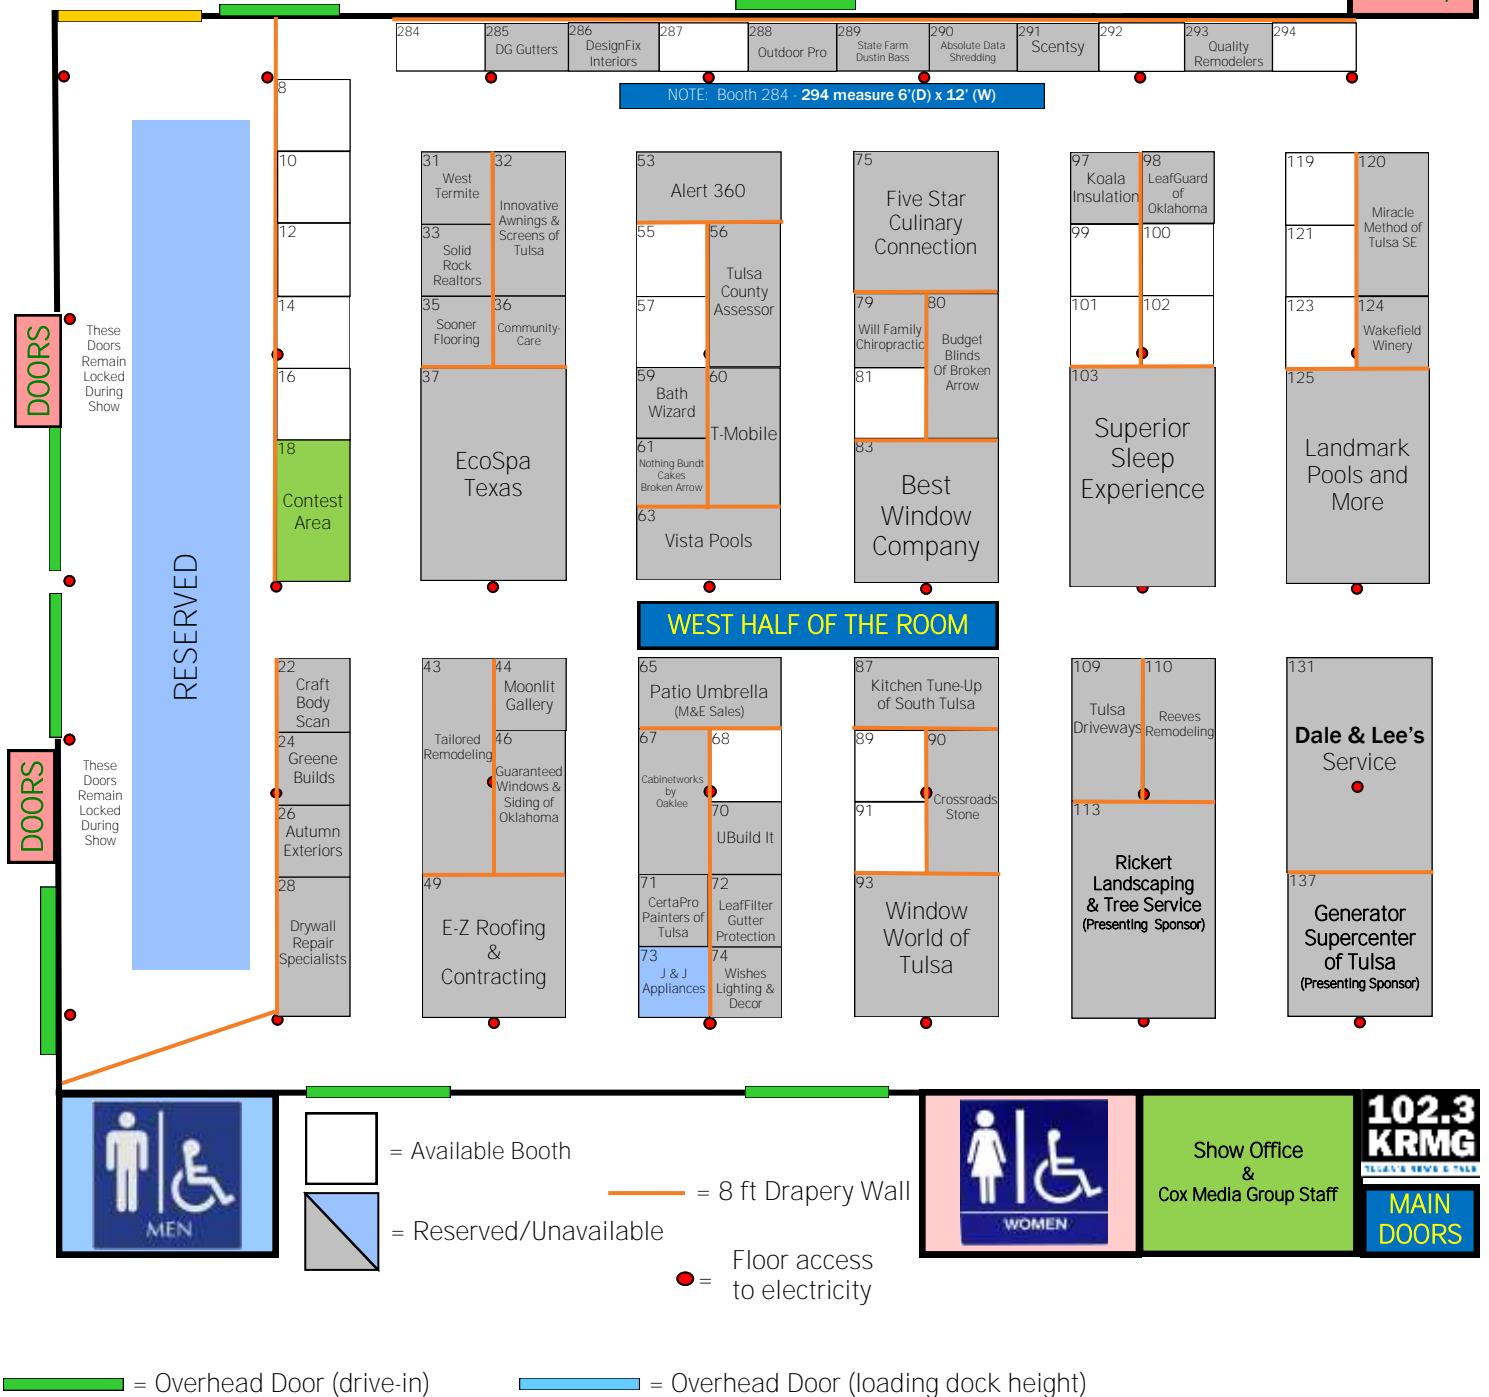 284
285
DG Gutters
286
DesignFix
Interiors
287
288
Outdoor Pro
289
State Farm
Dustin Bass
290
Absolute Data
Shredding
291
Scentsy
292
293
Quality
Remodelers
294
NOTE: Booth 284 - 294 measure 6'(D) x 12' (W)
8
10
12
14
16
18
Contest
Area
DOORS
These
Doors
Remain
Locked
During
Show
RESERVED
31
West
Termite
32
Innovative
Awnings &
Screens of
Tulsa
33
Solid
Rock
Realtors
35
Sooner
Flooring
36
Community-
Care
37
EcoSpa
Texas
53
Alert 360
55
56
Tulsa
County
Assessor
57
59
Bath
Wizard
60
T-Mobile
61
Nothing Bundt
Cakes
Broken Arrow
63
Vista Pools
75
Five Star
Culinary
Connection
79
Will Family
Chiropractic
80
Budget
Blinds
Of Broken
Arrow
81
83
Best
Window
Company
97
Koala
Insulation
98
LeafGuard
of
Oklahoma
99
100
101
102
103
Superior
Sleep
Experience
119
120
Miracle
Method of
Tulsa SE
121
123
124
Wakefield
Winery
125
Landmark
Pools and
More
WEST HALF OF THE ROOM
DOORS
These
Doors
Remain
Locked
During
Show
22
Craft
Body
Scan
24
Greene
Builds
26
Autumn
Exteriors
28
Drywall
Repair
Specialists
43
Tailored
Remodeling
44
Moonlit
Gallery
46
Guaranteed
Windows &
Siding of
Oklahoma
49
E-Z Roofing
&
Contracting
65
Patio Umbrella
(M&E Sales)
67
Cabinetworks
by
Oaklee
68
70
UBuild It
71
CertaPro
Painters of
Tulsa
72
LeafFilter
Gutter
Protection
73
J & J
Appliances
74
Wishes
Lighting &
Decor
87
Kitchen Tune-Up
of South Tulsa
89
90
Crossroads
Stone
91
93
Window
World of
Tulsa
109
Tulsa
Driveways
110
Reeves
Remodeling
113
Rickert
Landscaping
& Tree Service
(Presenting Sponsor)
131
Dale & Lee's
Service
137
Generator
Supercenter
of Tulsa
(Presenting Sponsor)
MEN
= Available Booth
= Reserved/Unavailable
= 8 ft Drapery Wall
= Floor access
to electricity
WOMEN
Show Office
&
Cox Media Group Staff
102.3
KRMG
TULSA'S NEWS & TALK
MAIN
DOORS
= Overhead Door (drive-in)
= Overhead Door (loading dock height)